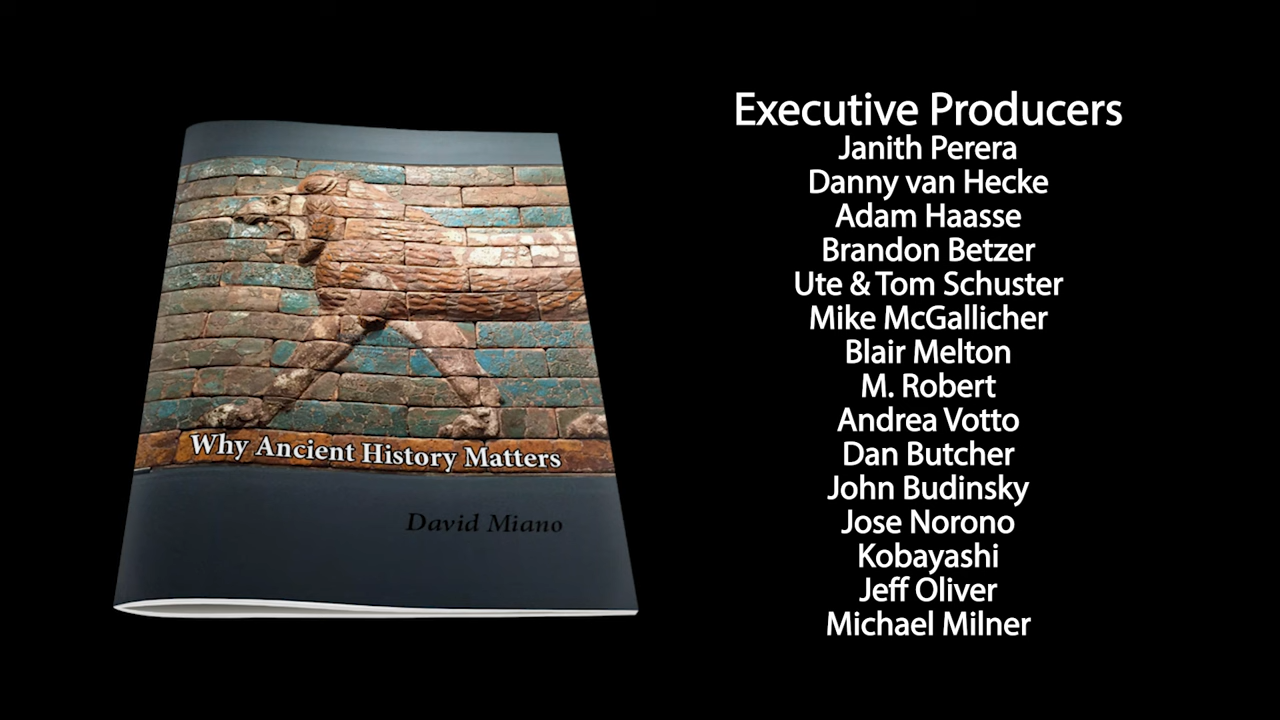 Why Ancient History Matters
David Miano
Executive Producers
Janith Perera
Danny van Hecke
Adam Haasse
Brandon Betzer
Ute & Tom Schuster
Mike McGallicher
Blair Melton
M. Robert
Andrea Votto
Dan Butcher
John Budinsky
Jose Norono
Kobayashi
Jeff Oliver
Michael Milner